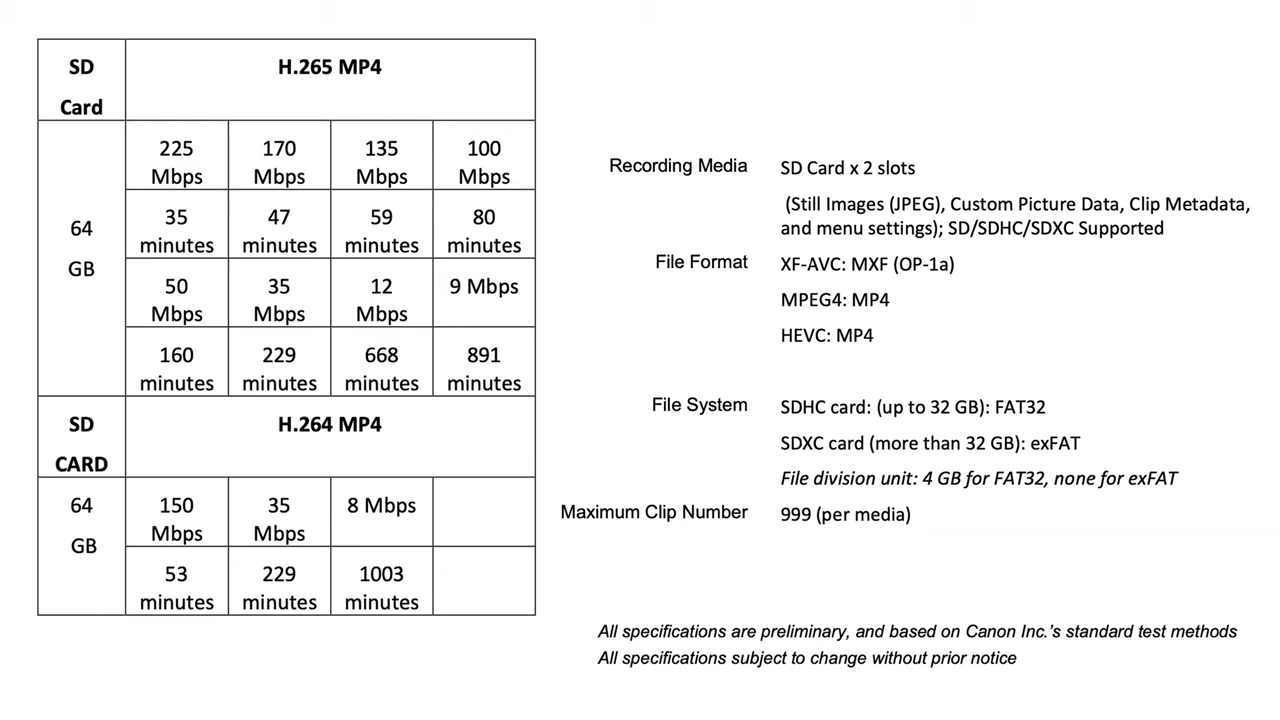 SD
Card
H.265 MP4
64
GB
225
Mbps
170
Mbps
135
Mbps
100
Mbps
35
minutes
47
minutes
59
minutes
80
minutes
50
Mbps
35
Mbps
12
Mbps
9 Mbps
160
minutes
229
minutes
668
minutes
891
minutes
SD
CARD
H.264 MP4
64
GB
150
Mbps
35
Mbps
8 Mbps
53
minutes
229
minutes
1003
minutes
Recording Media
SD Card x 2 slots
(Still Images (JPEG), Custom Picture Data, Clip Metadata,
and menu settings); SD/SDHC/SDXC Supported
File Format
XF-AVC: MXF (OP-1a)
MPEG4: MP4
HEVC: MP4
File System
SDHC card: (up to 32 GB): FAT32
SDXC card (more than 32 GB): exFAT
File division unit: 4 GB for FAT32, none for exFAT
Maximum Clip Number
999 (per media)
All specifications are preliminary, and based on Canon Inc.'s standard test methods
All specifications subject to change without prior notice